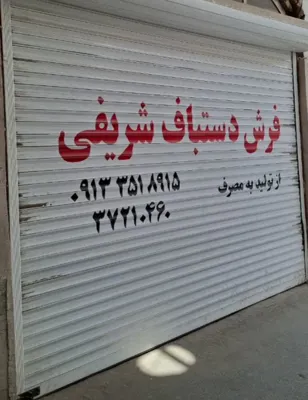 فرش دستباف شریفی
از تولید به مصرف
۰۹۱۳ ۳۵۱ ۸۹۱۵
۳۷۲۱۰۴۶۰